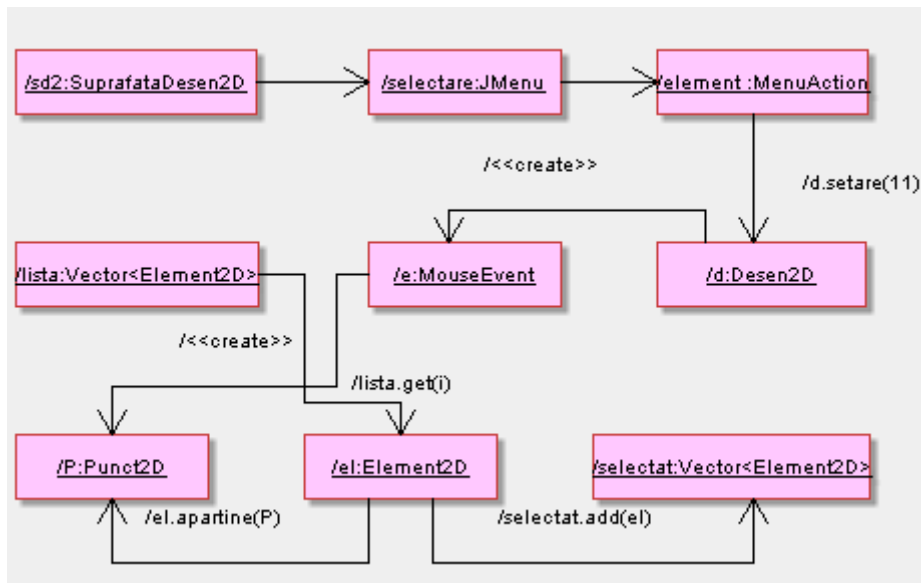 /sd2:SuprafataDesen2D
/selectare:JMenu
/element :MenuAction
/<<create>>
/d.setare(11)
/lista:Vector<Element2D>
/e:MouseEvent
/d:Desen2D
/<<create>>
/lista.get(i)
/P:Punct2D
/el:Element2D
/selectat:Vector<Element2D>
/el.apartine(P)
/selectat.add(el)